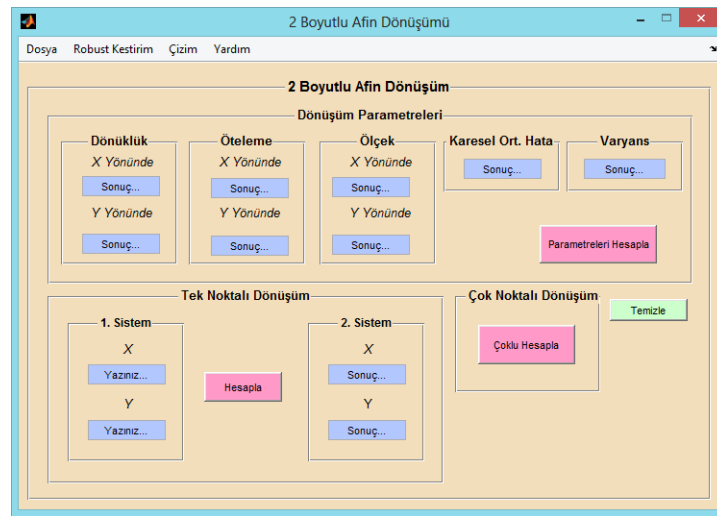 2 Boyutlu Afin Dönüşümü
Dosya Robust Kestirim Çizim Yardım
2 Boyutlu Afin Dönüşüm
Dönüşüm Parametreleri
Dönüklük Öteleme Ölçek Karesel Ort. Hata Varyans
X Yönünde X Yönünde X Yönünde
Sonuç... Sonuç... Sonuç... Sonuç... Sonuç...
Y Yönünde Y Yönünde Y Yönünde
Sonuç... Sonuç... Sonuç... Parametreleri Hesapla
Tek Noktalı Dönüşüm Çok Noktalı Dönüşüm
Temizle
1. Sistem 2. Sistem
X X Çoklu Hesapla
Yazınız... Hesapla Sonuç...
Y Y
Yazınız... Sonuç...